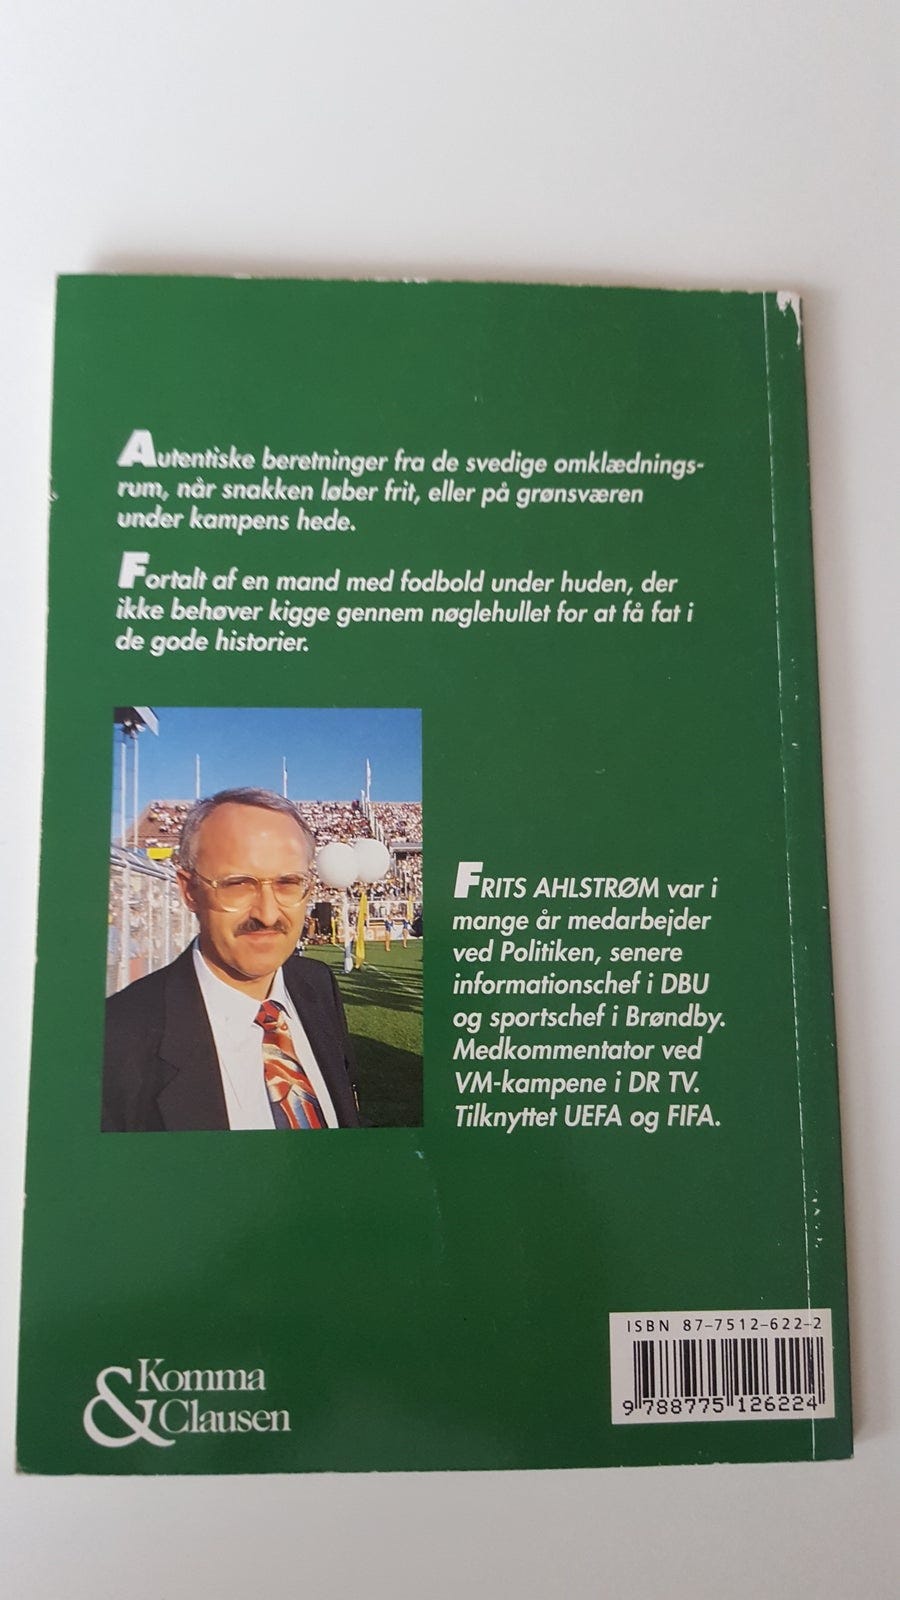 Autentiske beretninger fra de svedige omklædnings-
rum, når snakken løber frit, eller på grønsværen
under kampens hede.
Fortalt af en mand med fodbold under huden, der
ikke behøver kigge gennem nøglehullet for at få fat i
de gode historier.
FRITS AHLSTRØM var i
mange år medarbejder
ved Politiken, senere
informationschef i DBU
og sportschef i Brøndby.
Medkommentator ved
VM-kampene i DR TV.
Tilknyttet UEFA og FIFA.
Komma
& Clausen
ISBN 87-7512-622-2
9 788775 126224